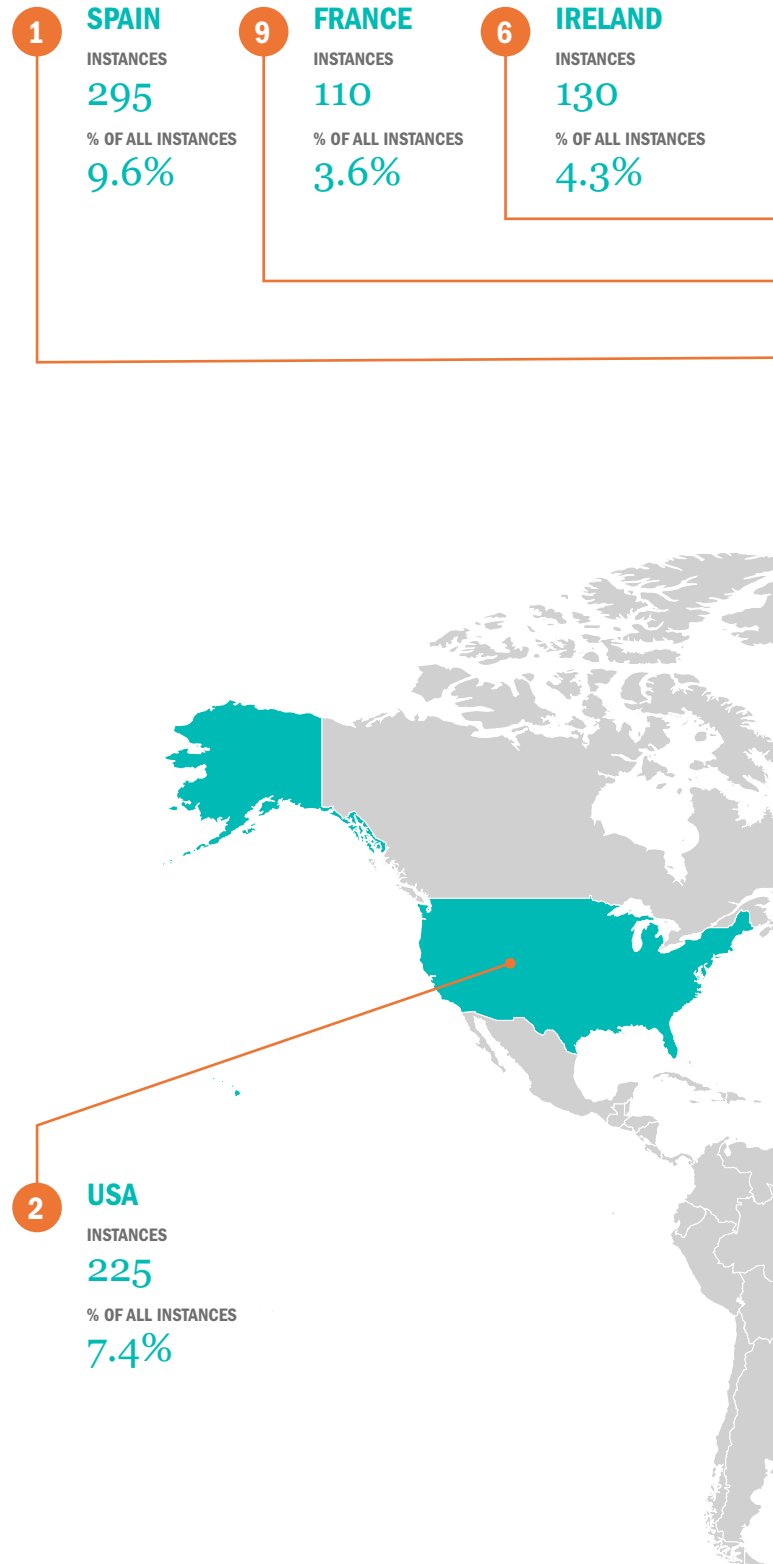 1
SPAIN
INSTANCES
295
% OF ALL INSTANCES
9.6%
9
FRANCE
INSTANCES
110
% OF ALL INSTANCES
3.6%
6
IRELAND
INSTANCES
130
% OF ALL INSTANCES
4.3%
2
USA
INSTANCES
225
% OF ALL INSTANCES
7.4%